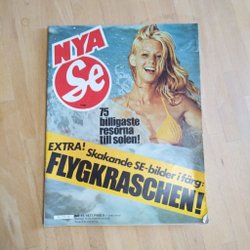 NYA
Se
75
billigaste
resorna
till solen!
EXTRA! Skakande SE-bilder i färg:
FLYGKRASCHEN!